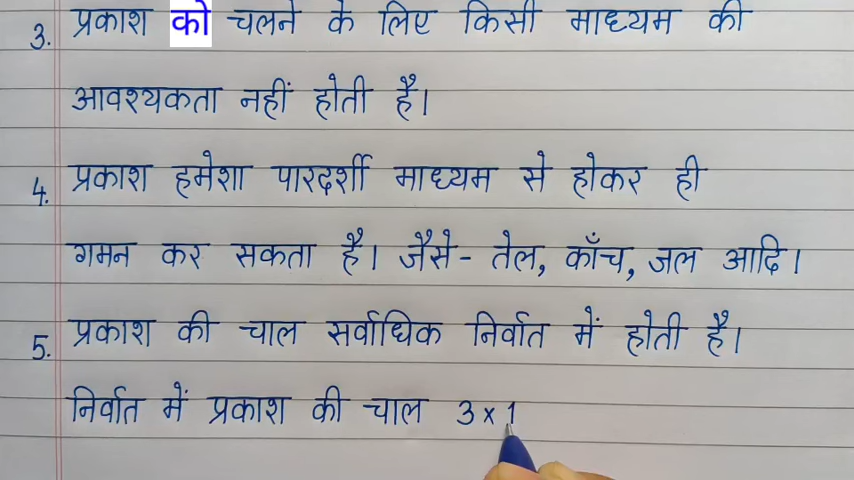 3. प्रकाश को चलने के लिए किसी माध्यम की
आवश्यकता नहीं होती है।
4. प्रकाश हमेशा पारदर्शी माध्यम से होकर ही
गमन कर सकता है। जैसे- तेल, काँच, जल आदि।
5. प्रकाश की चाल सर्वाधिक निर्वात में होती है।
निर्वात में प्रकाश की चाल 3 × 1